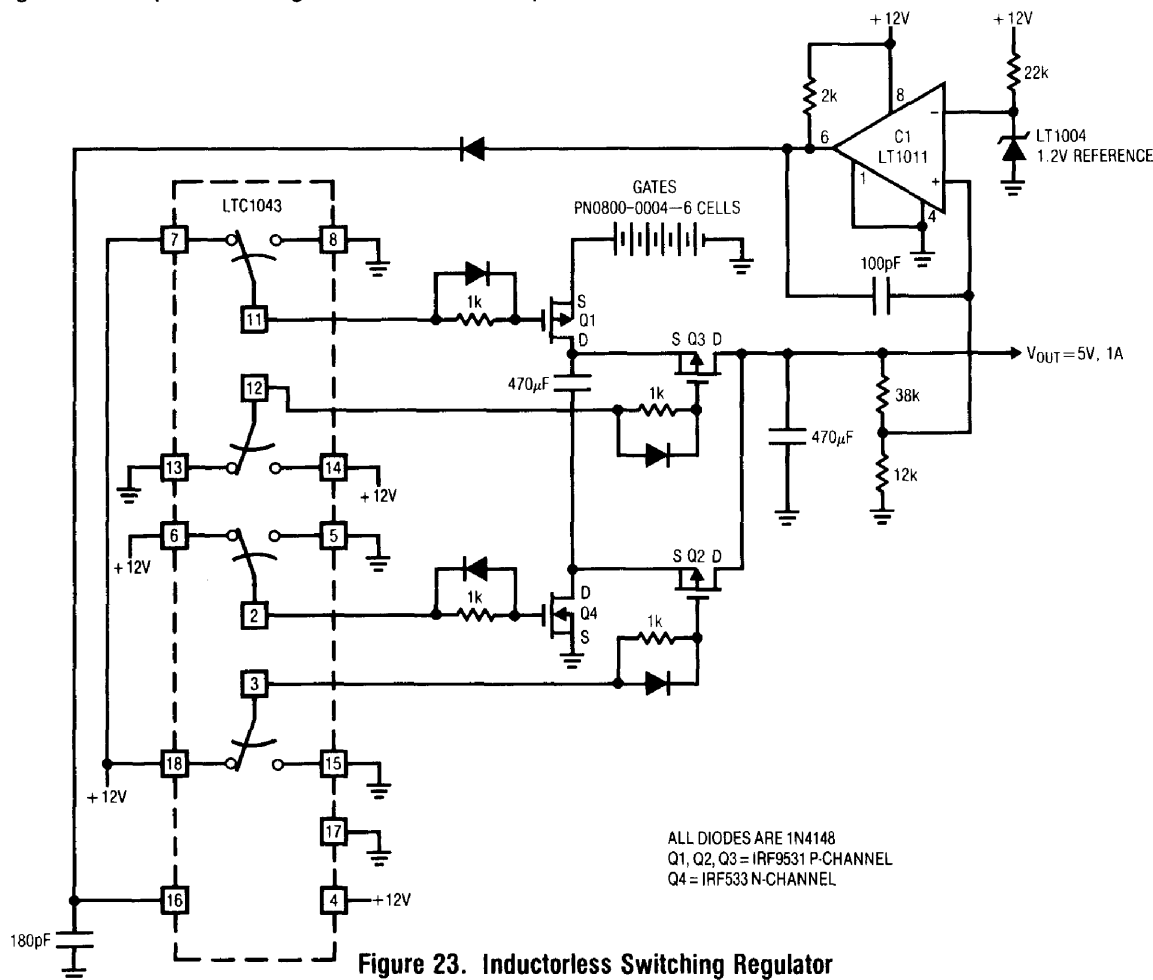 +12V
+12V
22k
2k
8
6
C1
LT1011
−
+
1
4
LT1004
1.2V REFERENCE
LTC1043
GATES
PN0800-0004—6 CELLS
7
8
11
1k
S
Q1
D
100pF
S Q3 D
VOUT=5V, 1A
12
470µF
1k
38k
470µF
13
14
+12V
12k
6
5
+12V
S Q2 D
2
1k
D
Q4
S
1k
3
18
15
+12V
17
ALL DIODES ARE 1N4148
Q1, Q2, Q3 = IRF9531 P-CHANNEL
Q4 = IRF533 N-CHANNEL
16
4
+12V
180pF
Figure 23. Inductorless Switching Regulator